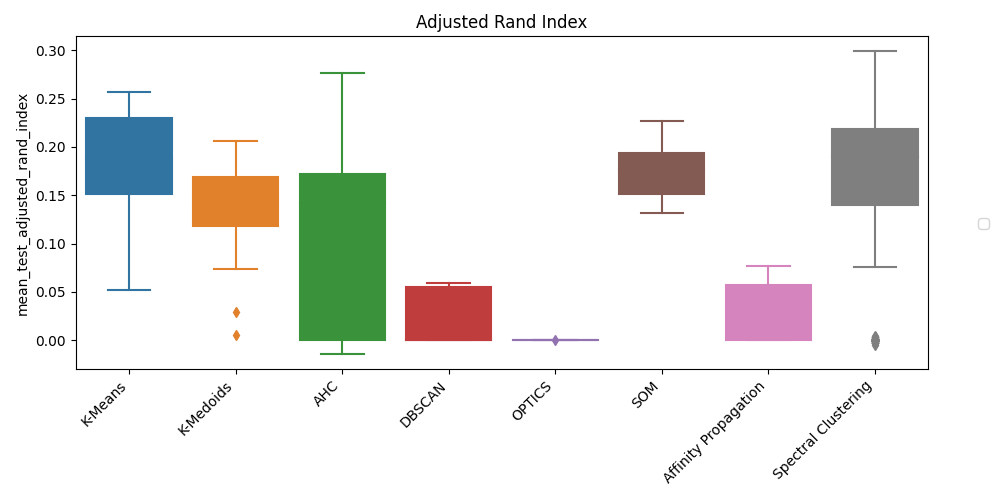 Adjusted Rand Index
mean_test_adjusted_rand_index
0.30
0.25
0.20
0.15
0.10
0.05
0.00
K-Means
K-Medoids
AHC
DBSCAN
OPTICS
SOM
Affinity Propagation
Spectral Clustering